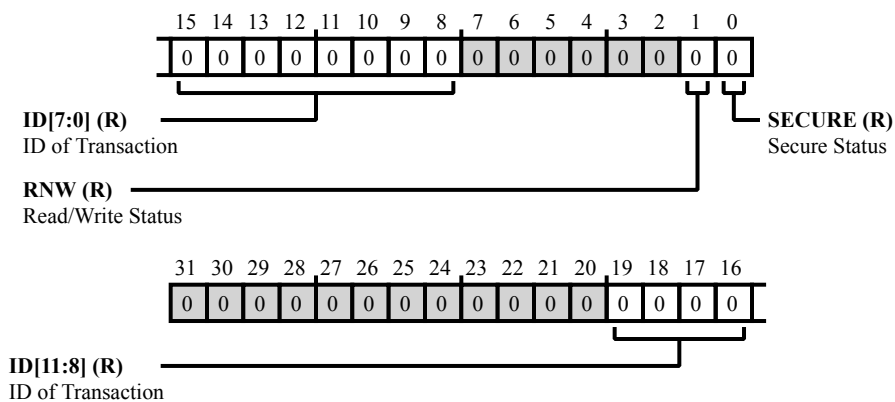 15 14 13 12 11 10 9 8 7 6 5 4 3 2 1 0
0 0 0 0 0 0 0 0 0 0 0 0 0 0 0 0
ID[7:0] (R)
ID of Transaction
SECURE (R)
Secure Status
RNW (R)
Read/Write Status
31 30 29 28 27 26 25 24 23 22 21 20 19 18 17 16
0 0 0 0 0 0 0 0 0 0 0 0 0 0 0 0
ID[11:8] (R)
ID of Transaction